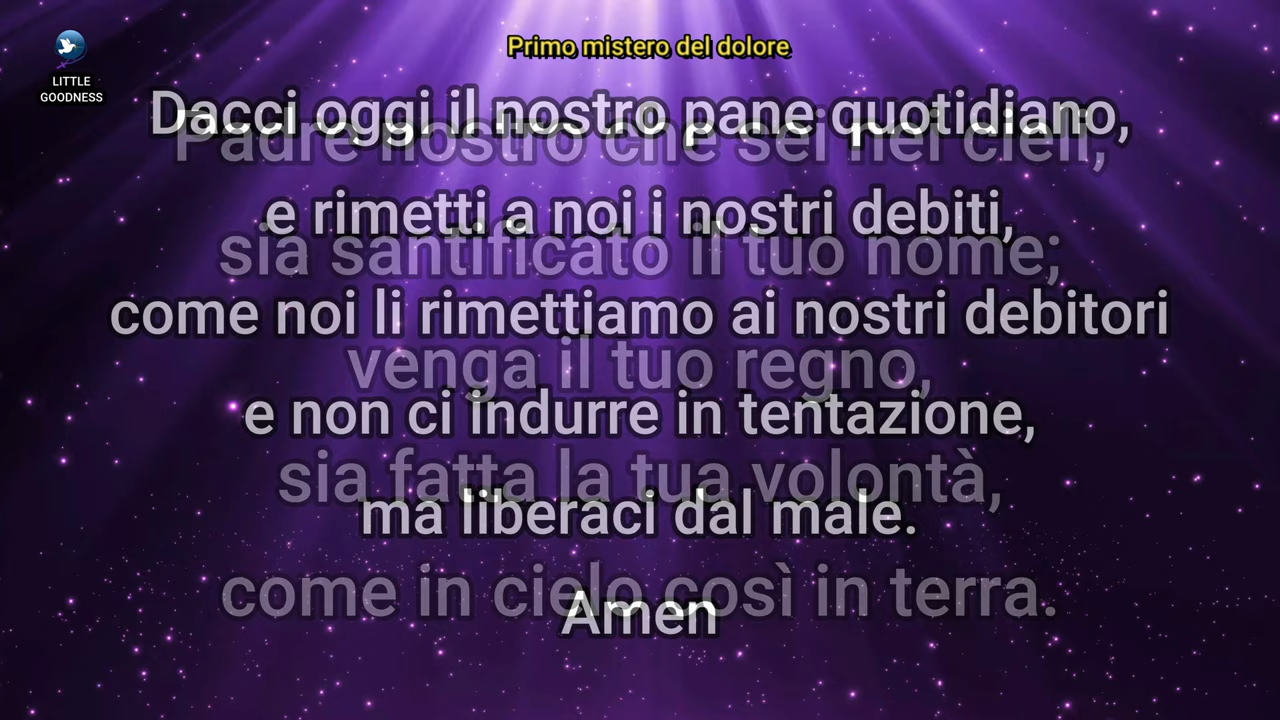 Primo mistero del dolore
LITTLE
GOODNESS
Dacci oggi il nostro pane quotidiano,
Padre nostro che sei nei cieli,
e rimetti a noi i nostri debiti,
sia santificato il tuo nome;
come noi li rimettiamo ai nostri debitori
venga il tuo regno,
e non ci indurre in tentazione,
sia fatta la tua volontà,
ma liberaci dal male.
come in cielo così in terra.
Amen